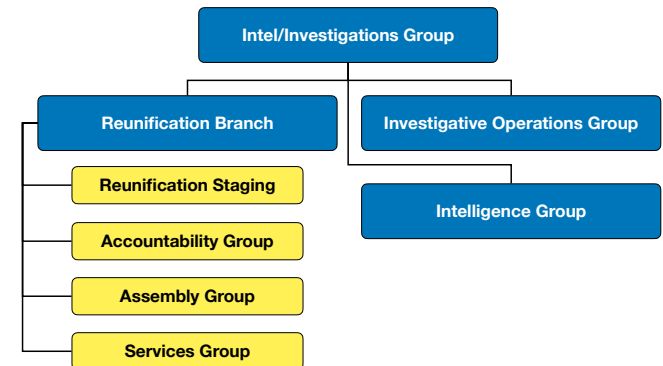 Intel/Investigations Group
Reunification Branch
Investigative Operations Group
Reunification Staging
Intelligence Group
Accountability Group
Assembly Group
Services Group